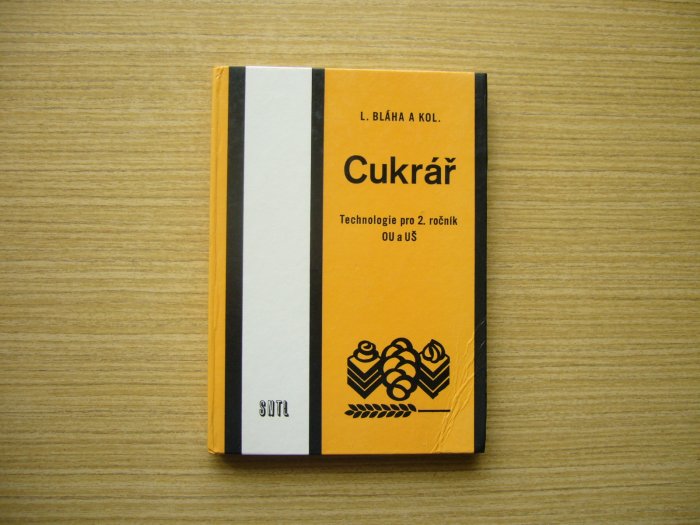 L. BLÁHA A KOL.
Cukrář
Technologie pro 2. ročník
OU a UŠ
SNTL